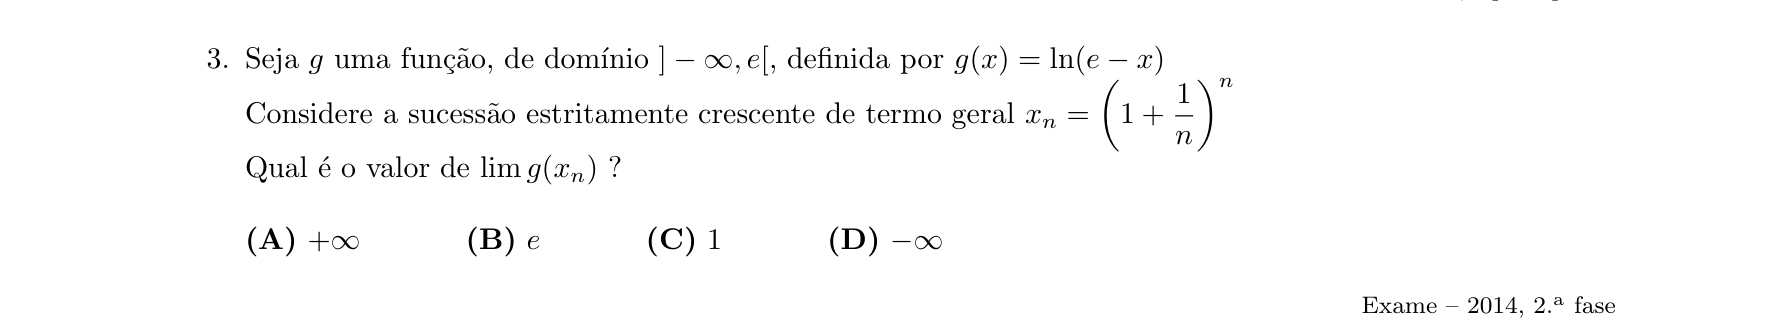 3. Seja g uma função, de domínio ] − ∞, e[, definida por g(x) = ln(e − x)
Considere a sucessão estritamente crescente de termo geral xₙ = (1 + 1/n)ⁿ
Qual é o valor de lim g(xₙ) ?
(A) +∞ (B) e (C) 1 (D) −∞
Exame – 2014, 2.ª fase